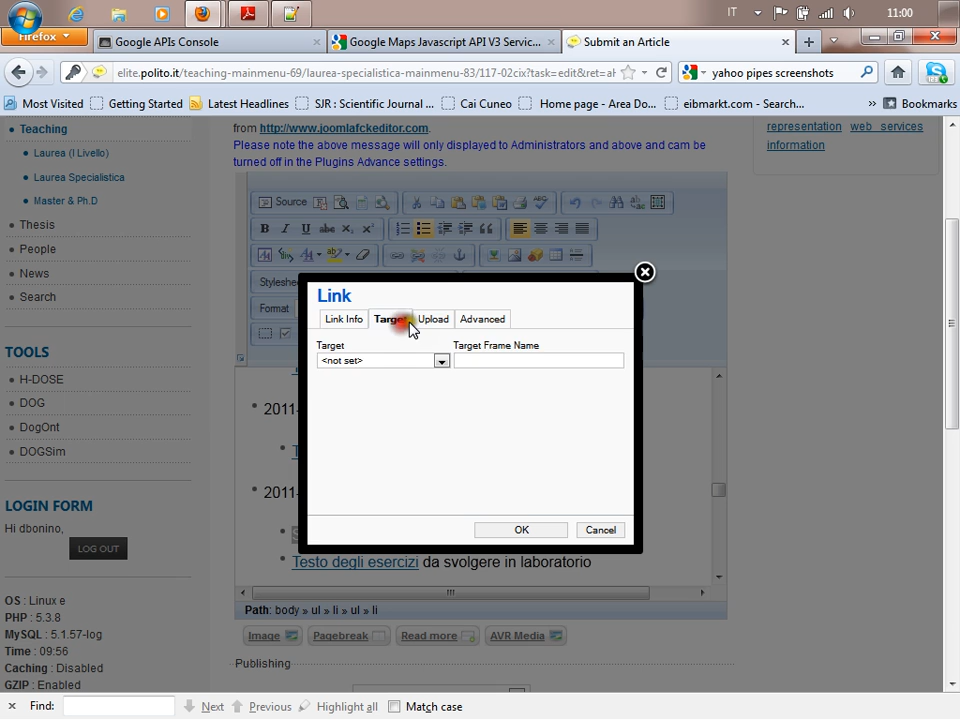 IT 11:00
Firefox
Google APIs Console
Google Maps Javascript API V3 Servic...
Submit an Article
elite.polito.it/teaching-mainmenu-69/laurea-specialistica-mainmenu-83/117-02cix?task=edit&ret=al
yahoo pipes screenshots
Most Visited Getting Started Latest Headlines SJR : Scientific Journal ... Cai Cuneo Home page - Area Do... eibmarkt.com - Search... » Bookmarks
Teaching
Laurea (I Livello)
Laurea Specialistica
Master & Ph.D
Thesis
People
News
Search
TOOLS
H-DOSE
DOG
DogOnt
DOGSim
LOGIN FORM
Hi dbonino,
LOG OUT
OS : Linux e
PHP : 5.3.8
MySQL : 5.1.57-log
Time : 09:56
Caching : Disabled
GZIP : Enabled
from http://www.joomlafckeditor.com.
Please note the above message will only displayed to Administrators and above and cam be
turned off in the Plugins Advance settings.
representation web services
information
Source
B I U abc x₂ x²
Styleshe
Format
Link
Link Info Target Upload Advanced
Target Target Frame Name
<not set>
OK Cancel
2011-
T
2011-
S
Testo degli esercizi da svolgere in laboratorio
Path: body » ul » li » ul » li
Image Pagebreak Read more AVR Media
Publishing
Find: Next Previous Highlight all Match case